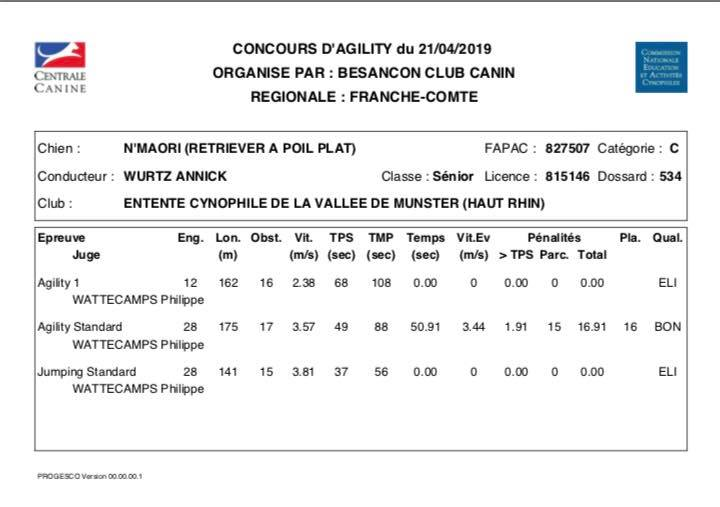 CENTRALE
CANINE
CONCOURS D'AGILITY du 21/04/2019
ORGANISE PAR : BESANCON CLUB CANIN
REGIONALE : FRANCHE-COMTE
COMMISSION
NATIONALE
EDUCATION
ET ACTIVITÉS
CYNOPHILES
Chien : N'MAORI (RETRIEVER A POIL PLAT) FAPAC : 827507 Catégorie : C
Conducteur : WURTZ ANNICK Classe : Sénior Licence : 815146 Dossard : 534
Club : ENTENTE CYNOPHILE DE LA VALLEE DE MUNSTER (HAUT RHIN)
Epreuve Eng. Lon. Obst. Vit. TPS TMP Temps Vit.Ev Pénalités Pla. Qual.
Juge (m) (m/s) (sec) (sec) (sec) (m/s) > TPS Parc. Total
Agility 1 12 162 16 2.38 68 108 0.00 0 0.00 0 0.00 ELI
WATTECAMPS Philippe
Agility Standard 28 175 17 3.57 49 88 50.91 3.44 1.91 15 16.91 16 BON
WATTECAMPS Philippe
Jumping Standard 28 141 15 3.81 37 56 0.00 0 0.00 0 0.00 ELI
WATTECAMPS Philippe
PROGESCO Version 00.00.00.1